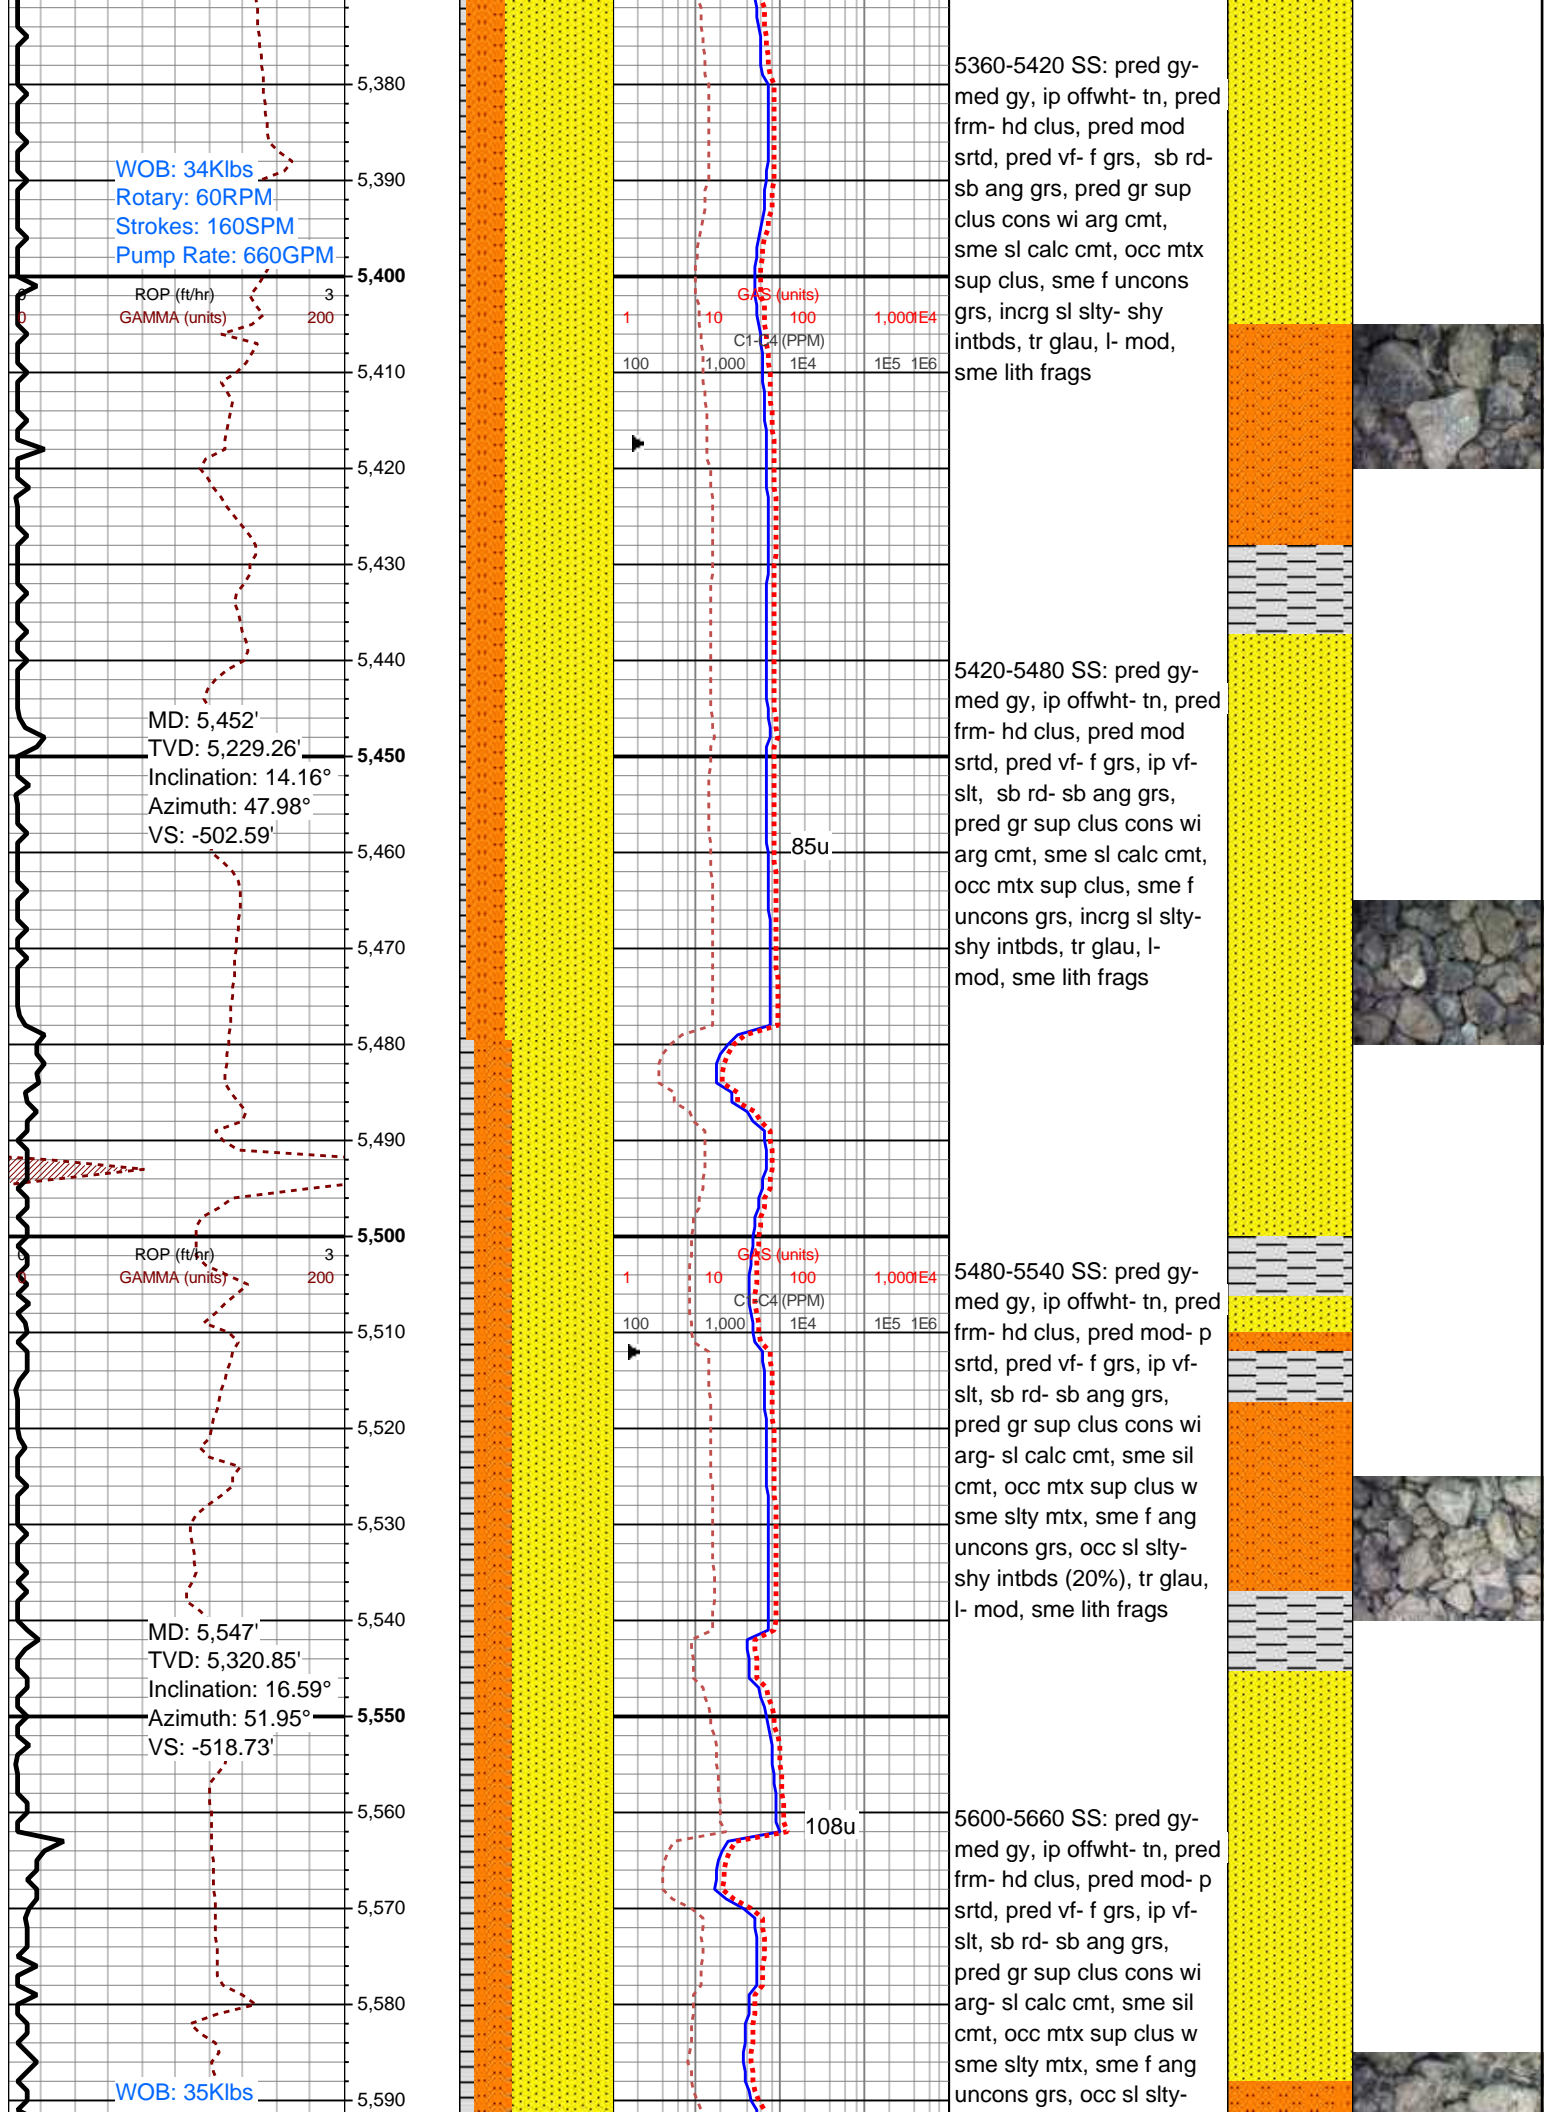 5,380
5,390
5,400
5,410
5,420
5,430
5,440
5,450
5,460
5,470
5,480
5,490
5,500
5,510
5,520
5,530
5,540
5,550
5,560
5,570
5,580
5,590
WOB: 34Klbs
Rotary: 60RPM
Strokes: 160SPM
Pump Rate: 660GPM
0 ROP (ft/hr) 3
0 GAMMA (units) 200
MD: 5,452'
TVD: 5,229.26'
Inclination: 14.16°
Azimuth: 47.98°
VS: -502.59'
0 ROP (ft/hr) 3
0 GAMMA (units) 200
MD: 5,547'
TVD: 5,320.85'
Inclination: 16.59°
Azimuth: 51.95°
VS: -518.73'
WOB: 35Klbs
GAS (units)
1 10 100 1,000 1E4
C1-C4 (PPM)
100 1,000 1E4 1E5 1E6
85u
GAS (units)
1 10 100 1,000 1E4
C1-C4 (PPM)
100 1,000 1E4 1E5 1E6
108u
5360-5420 SS: pred gy-
med gy, ip offwht- tn, pred
frm- hd clus, pred mod
srtd, pred vf- f grs, sb rd-
sb ang grs, pred gr sup
clus cons wi arg cmt,
sme sl calc cmt, occ mtx
sup clus, sme f uncons
grs, incrg sl slty- shy
intbds, tr glau, l- mod,
sme lith frags
5420-5480 SS: pred gy-
med gy, ip offwht- tn, pred
frm- hd clus, pred mod
srtd, pred vf- f grs, ip vf-
slt, sb rd- sb ang grs,
pred gr sup clus cons wi
arg cmt, sme sl calc cmt,
occ mtx sup clus, sme f
uncons grs, incrg sl slty-
shy intbds, tr glau, l-
mod, sme lith frags
5480-5540 SS: pred gy-
med gy, ip offwht- tn, pred
frm- hd clus, pred mod- p
srtd, pred vf- f grs, ip vf-
slt, sb rd- sb ang grs,
pred gr sup clus cons wi
arg- sl calc cmt, sme sil
cmt, occ mtx sup clus w
sme slty mtx, sme f ang
uncons grs, occ sl slty-
shy intbds (20%), tr glau,
l- mod, sme lith frags
5600-5660 SS: pred gy-
med gy, ip offwht- tn, pred
frm- hd clus, pred mod- p
srtd, pred vf- f grs, ip vf-
slt, sb rd- sb ang grs,
pred gr sup clus cons wi
arg- sl calc cmt, sme sil
cmt, occ mtx sup clus w
sme slty mtx, sme f ang
uncons grs, occ sl slty-